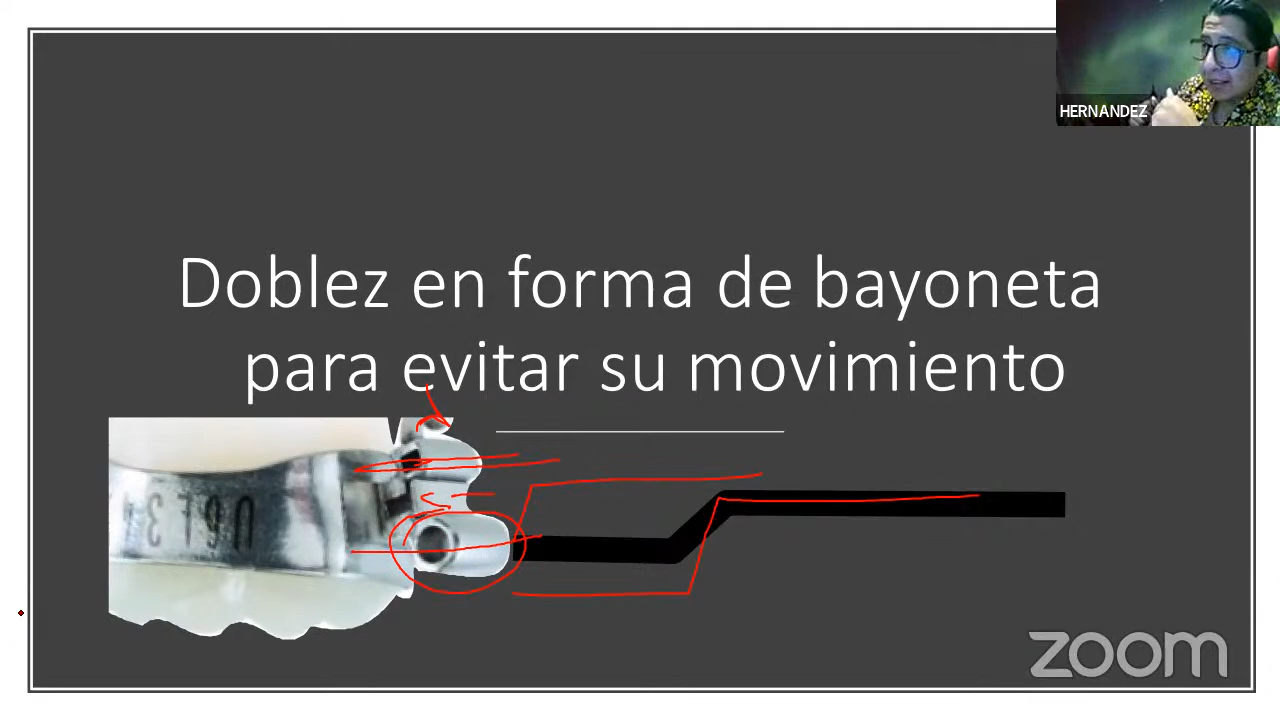 HERNANDEZ
Doblez en forma de bayoneta
para evitar su movimiento
zoom